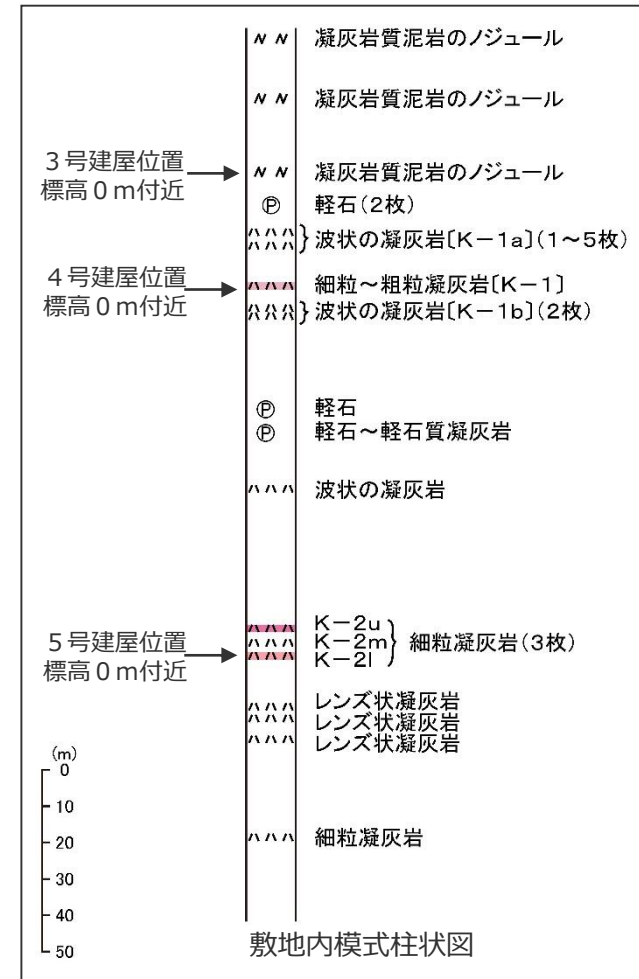 凝灰岩質泥岩のノジュール
凝灰岩質泥岩のノジュール
3号建屋位置
標高0m付近
凝灰岩質泥岩のノジュール
Ⓟ 軽石(2枚)
波状の凝灰岩〔K-1a〕(1~5枚)
4号建屋位置
標高0m付近
細粒~粗粒凝灰岩〔K-1〕
波状の凝灰岩〔K-1b〕(2枚)
Ⓟ 軽石
Ⓟ 軽石~軽石質凝灰岩
波状の凝灰岩
5号建屋位置
標高0m付近
K-2u
K-2m 細粒凝灰岩(3枚)
K-2l
レンズ状凝灰岩
レンズ状凝灰岩
レンズ状凝灰岩
(m)
0
10
20
細粒凝灰岩
30
40
50
敷地内模式柱状図